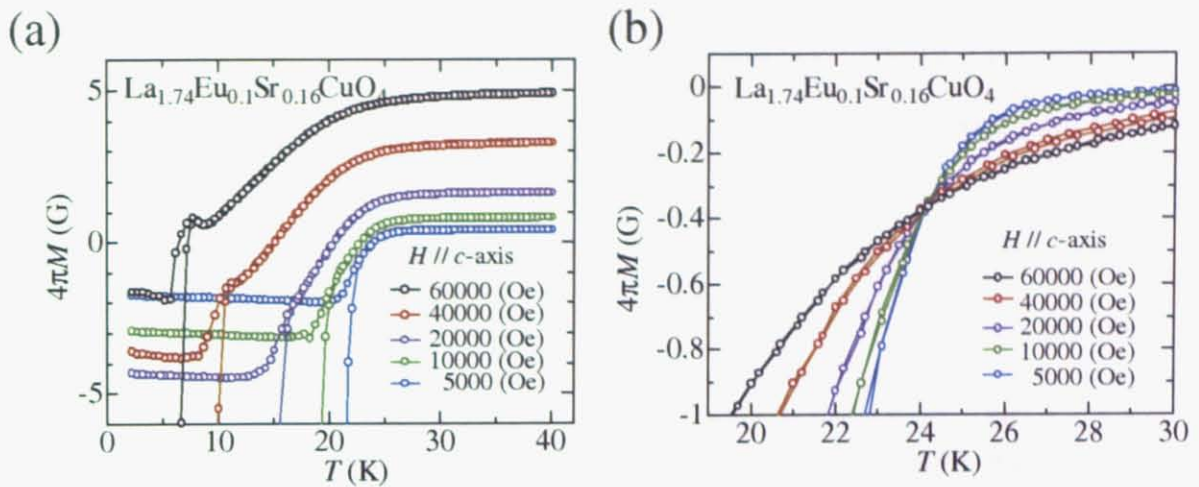 (a)
La1.74Eu0.1Sr0.16CuO4
5
0
-5
4πM (G)
H // c-axis
60000 (Oe)
40000 (Oe)
20000 (Oe)
10000 (Oe)
5000 (Oe)
0 10 20 30 40
T (K)
(b)
La1.74Eu0.1Sr0.16CuO4
0
-0.2
-0.4
-0.6
-0.8
-1
4πM (G)
H // c-axis
60000 (Oe)
40000 (Oe)
20000 (Oe)
10000 (Oe)
5000 (Oe)
20 22 24 26 28 30
T (K)